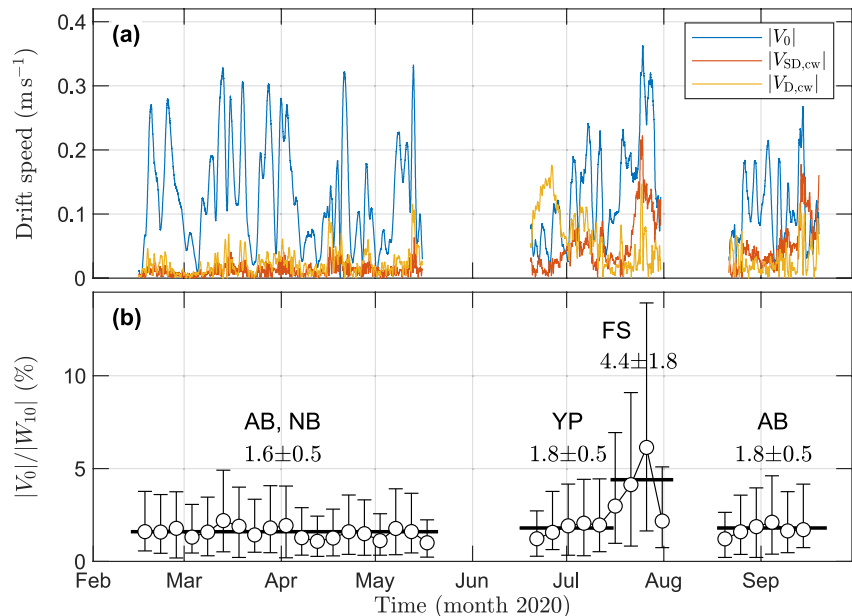 (a)
0.4
0.3
0.2
0.1
0
Drift speed (m s⁻¹)
|V₀|
|V_SD,cw|
|V_D,cw|
(b)
10
5
0
|V₀|/|W₁₀| (%)
AB, NB
1.6±0.5
YP
1.8±0.5
FS
4.4±1.8
AB
1.8±0.5
Feb Mar Apr May Jun Jul Aug Sep
Time (month 2020)